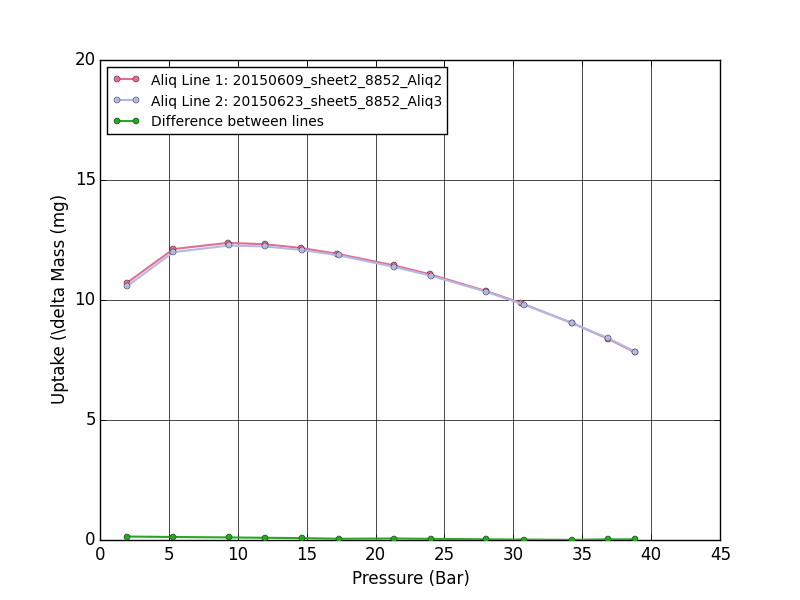 20
Aliq Line 1: 20150609_sheet2_8852_Aliq2
Aliq Line 2: 20150623_sheet5_8852_Aliq3
Difference between lines
15
10
5
0
Uptake (\delta Mass (mg)
0 5 10 15 20 25 30 35 40 45
Pressure (Bar)